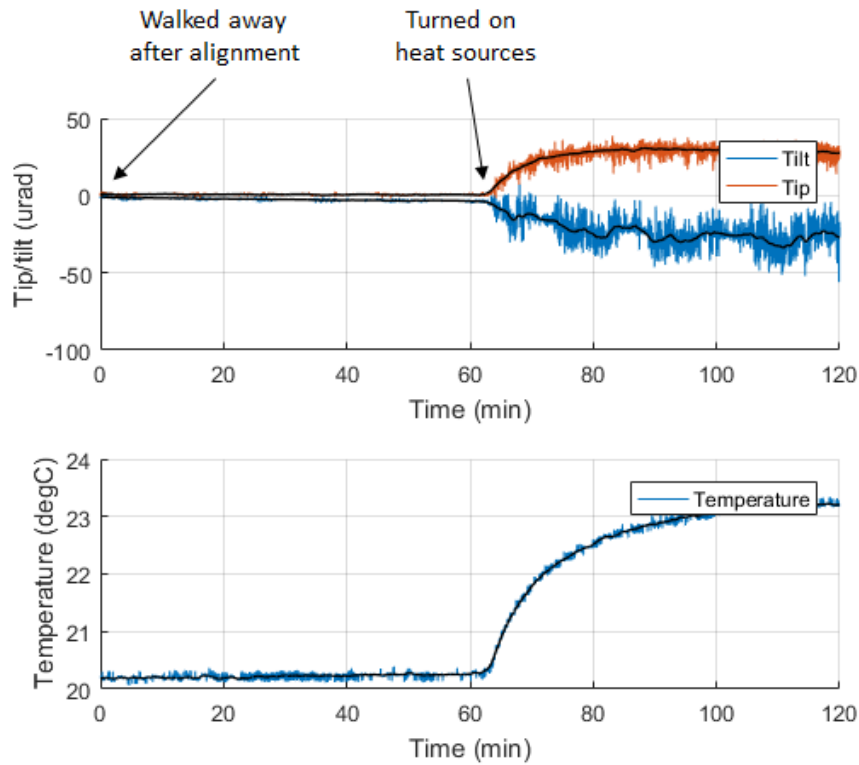 Walked away
after alignment
Turned on
heat sources
50
0
-50
-100
Tip/tilt (urad)
Tilt
Tip
0 20 40 60 80 100 120
Time (min)
24
23
22
21
20
Temperature (degC)
Temperature
0 20 40 60 80 100 120
Time (min)